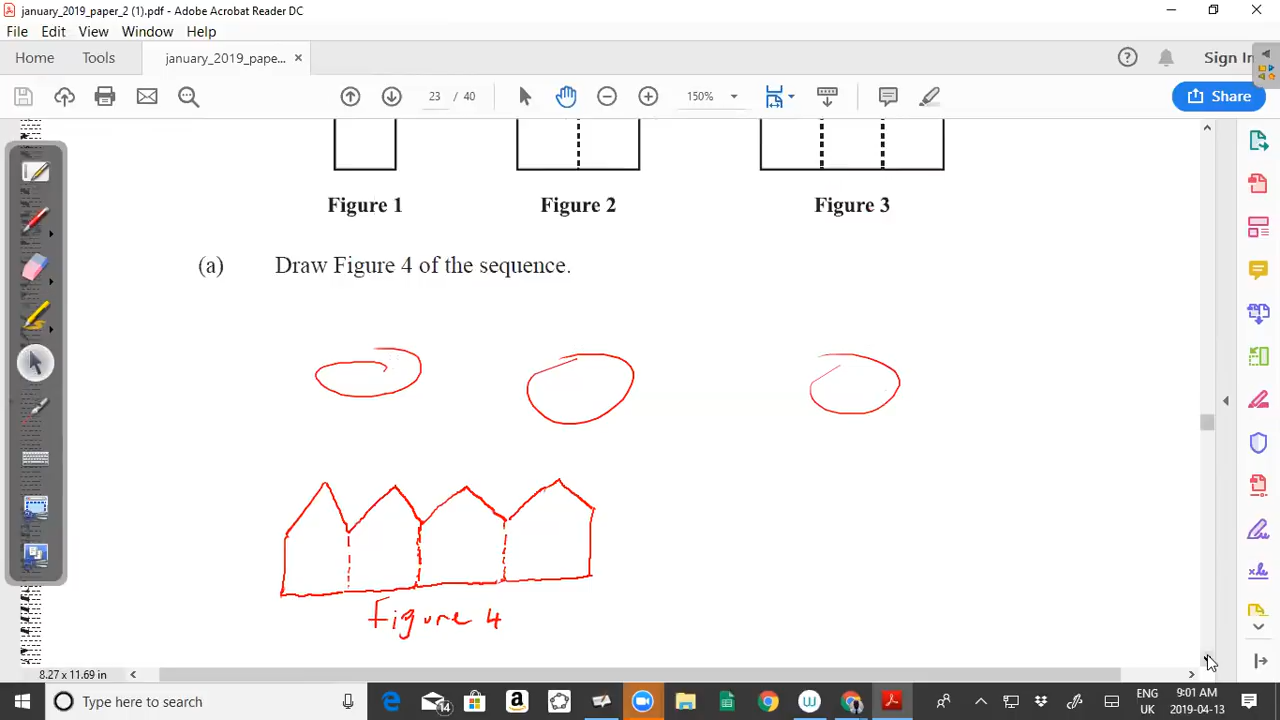 january_2019_paper_2 (1).pdf - Adobe Acrobat Reader DC
File Edit View Window Help
Home Tools january_2019_pape... ×
Sign In
23 / 40 150% Share
Figure 1 Figure 2 Figure 3
(a) Draw Figure 4 of the sequence.
Figure 4
8.27 x 11.69 in
Type here to search
14
ENG 9:01 AM
UK 2019-04-13